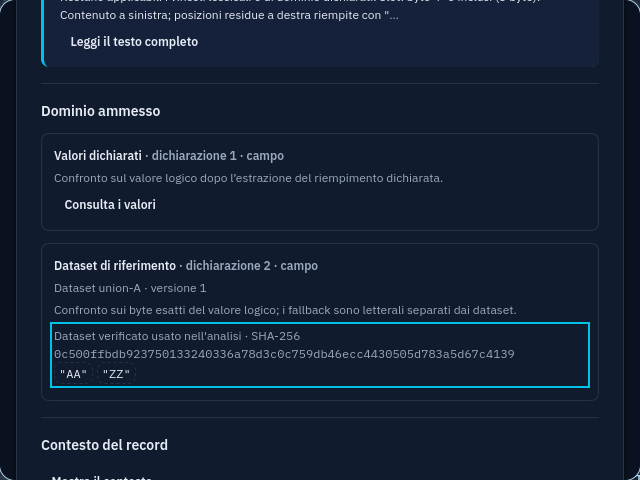 Contenuto a sinistra; posizioni residue a destra riempite con "…
Leggi il testo completo
Dominio ammesso
Valori dichiarati · dichiarazione 1 · campo
Confronto sul valore logico dopo l’estrazione del riempimento dichiarata.
Consulta i valori
Dataset di riferimento · dichiarazione 2 · campo
Dataset union-A · versione 1
Confronto sui byte esatti del valore logico; i fallback sono letterali separati dai dataset.
Dataset verificato usato nell'analisi · SHA-256
0c500ffbdb923750133240336a78d3c0c759db46ecc4430505d783a5d67c4139
"AA" "ZZ"
Contesto del record
Mostra il contesto